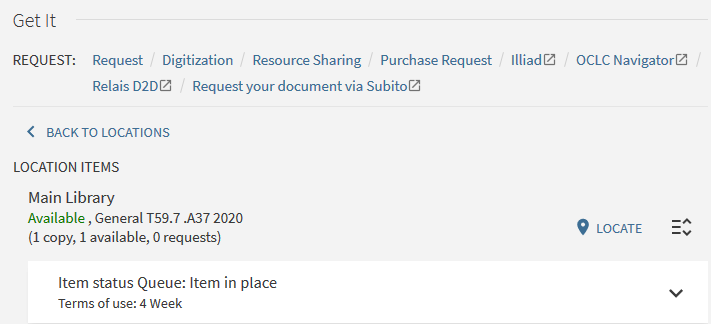 Get It
REQUEST: Request / Digitization / Resource Sharing / Purchase Request / Illiad / OCLC Navigator /
Relais D2D / Request your document via Subito
BACK TO LOCATIONS
LOCATION ITEMS
Main Library
Available , General T59.7 .A37 2020
(1 copy, 1 available, 0 requests)
LOCATE
Item status Queue: Item in place
Terms of use: 4 Week